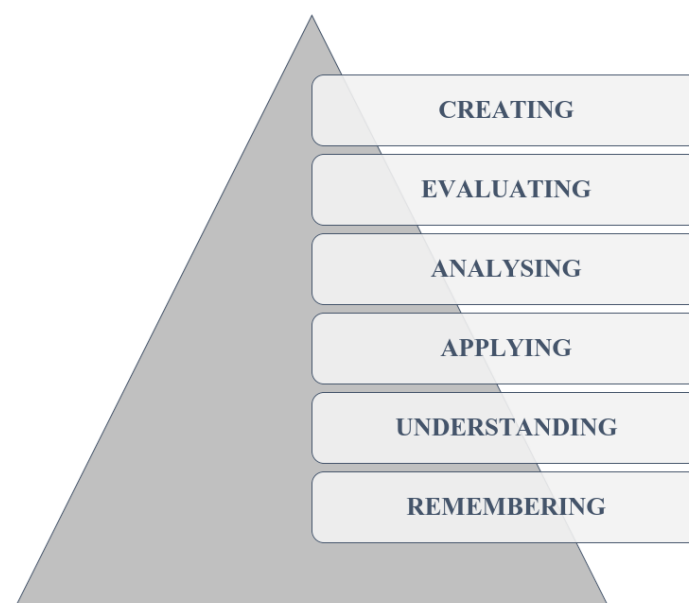 CREATING
EVALUATING
ANALYSING
APPLYING
UNDERSTANDING
REMEMBERING